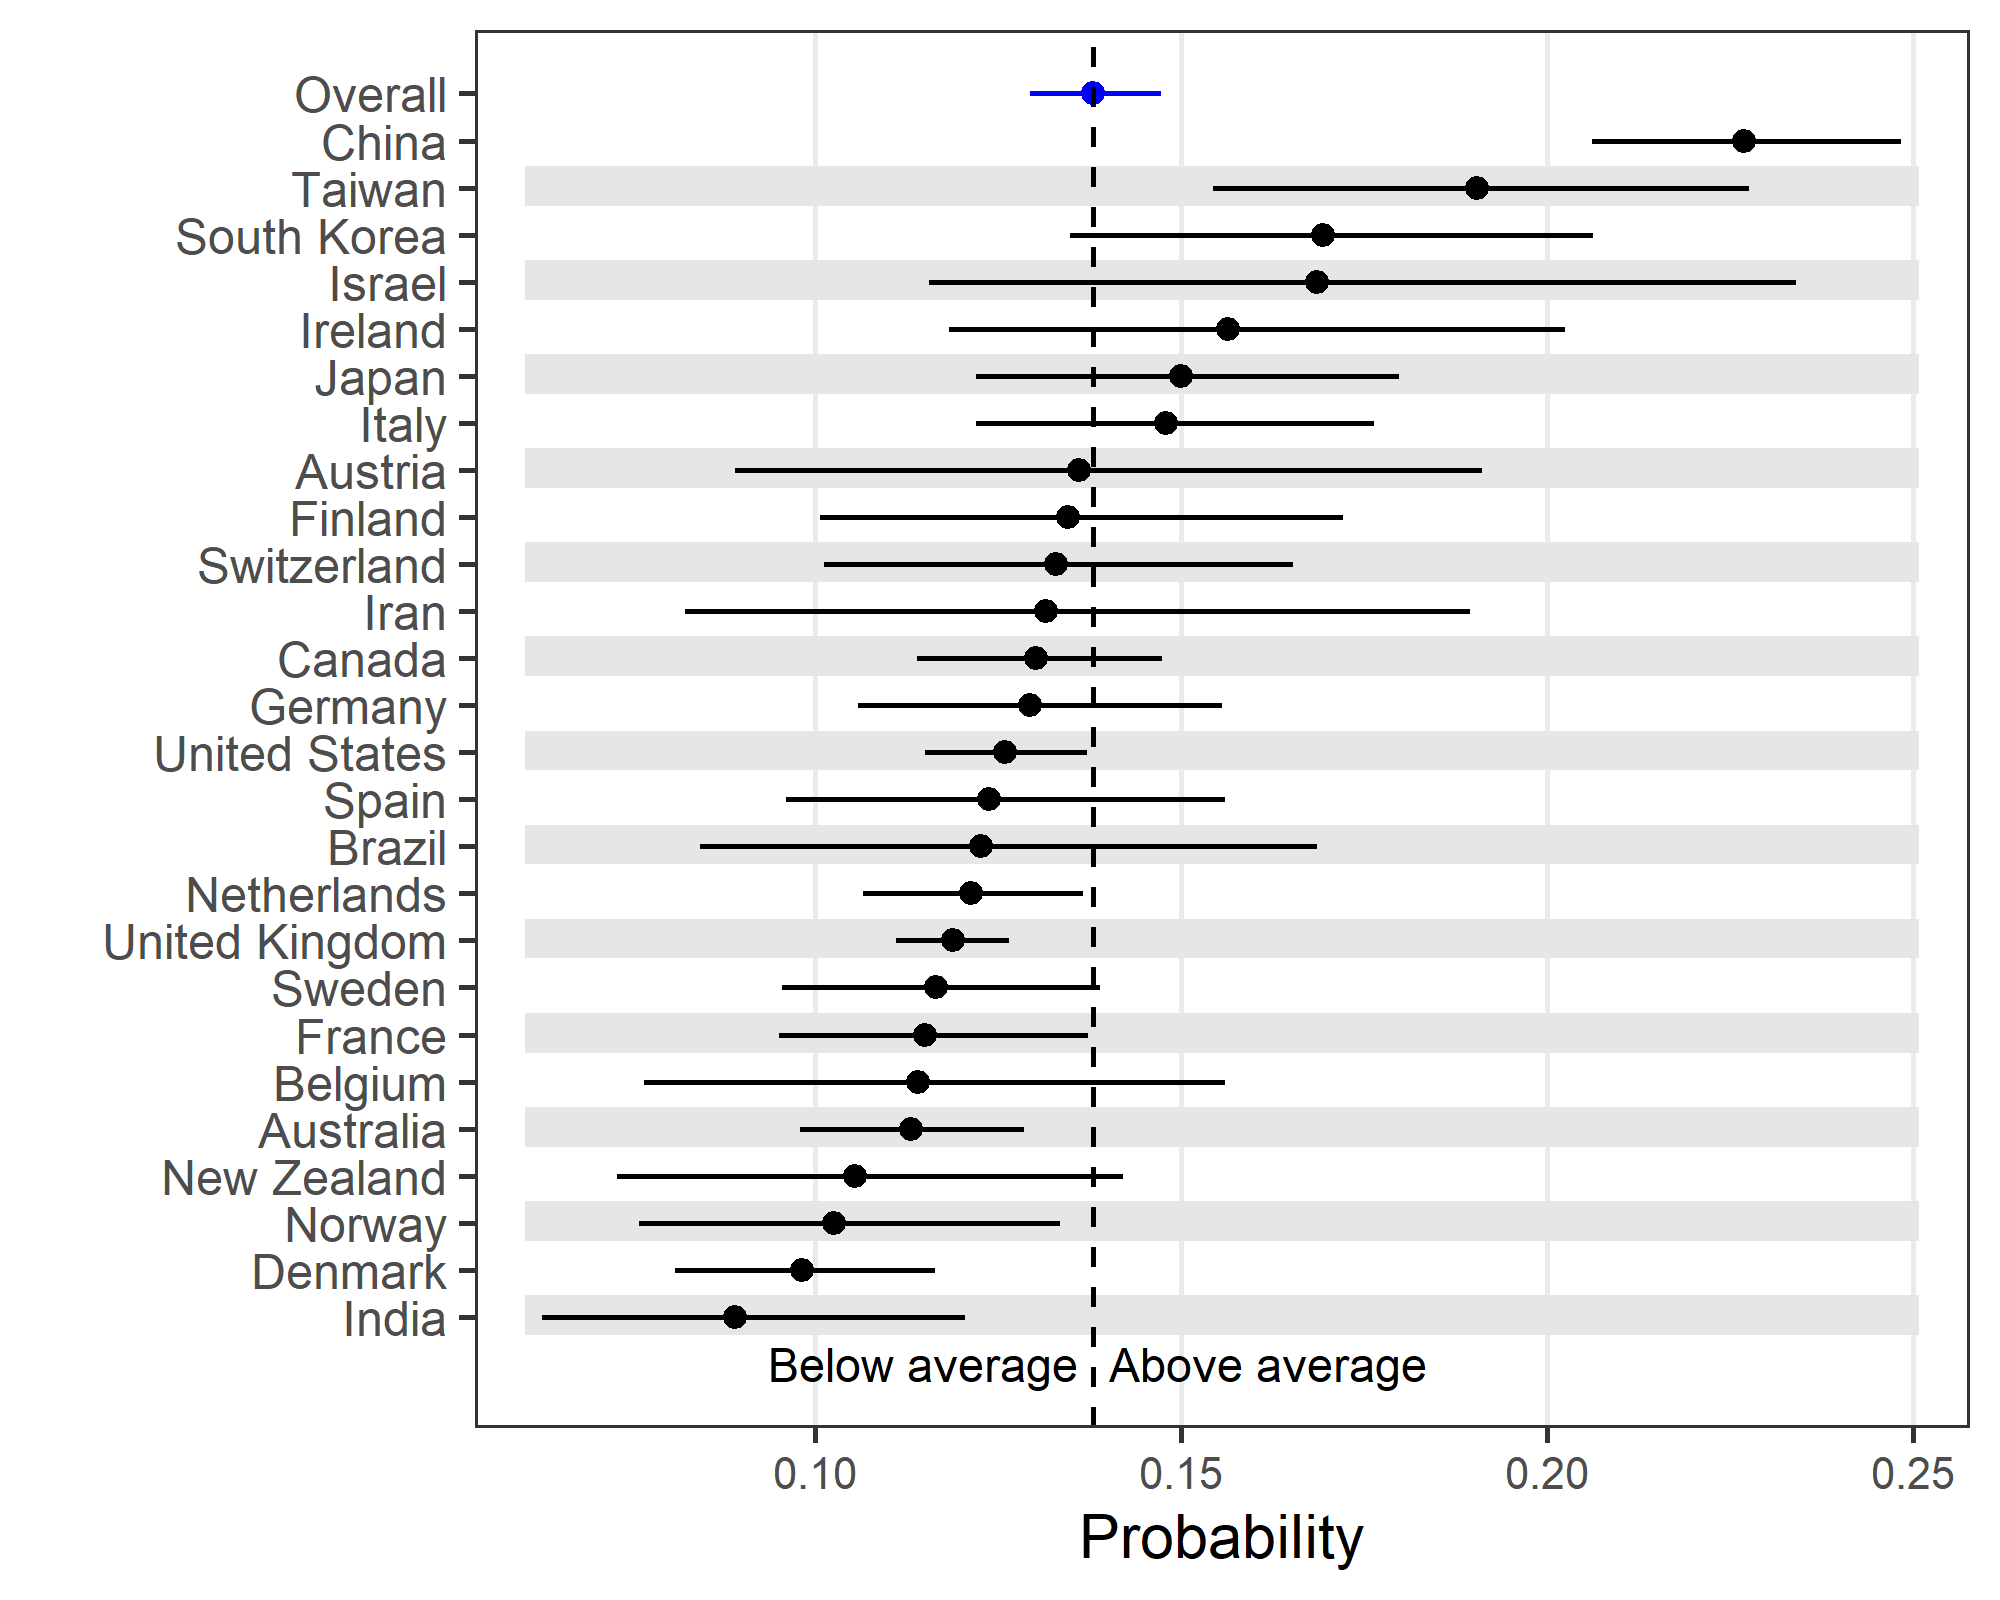 Overall
China
Taiwan
South Korea
Israel
Ireland
Japan
Italy
Austria
Finland
Switzerland
Iran
Canada
Germany
United States
Spain
Brazil
Netherlands
United Kingdom
Sweden
France
Belgium
Australia
New Zealand
Norway
Denmark
India
Below average Above average
0.10 0.15 0.20 0.25
Probability